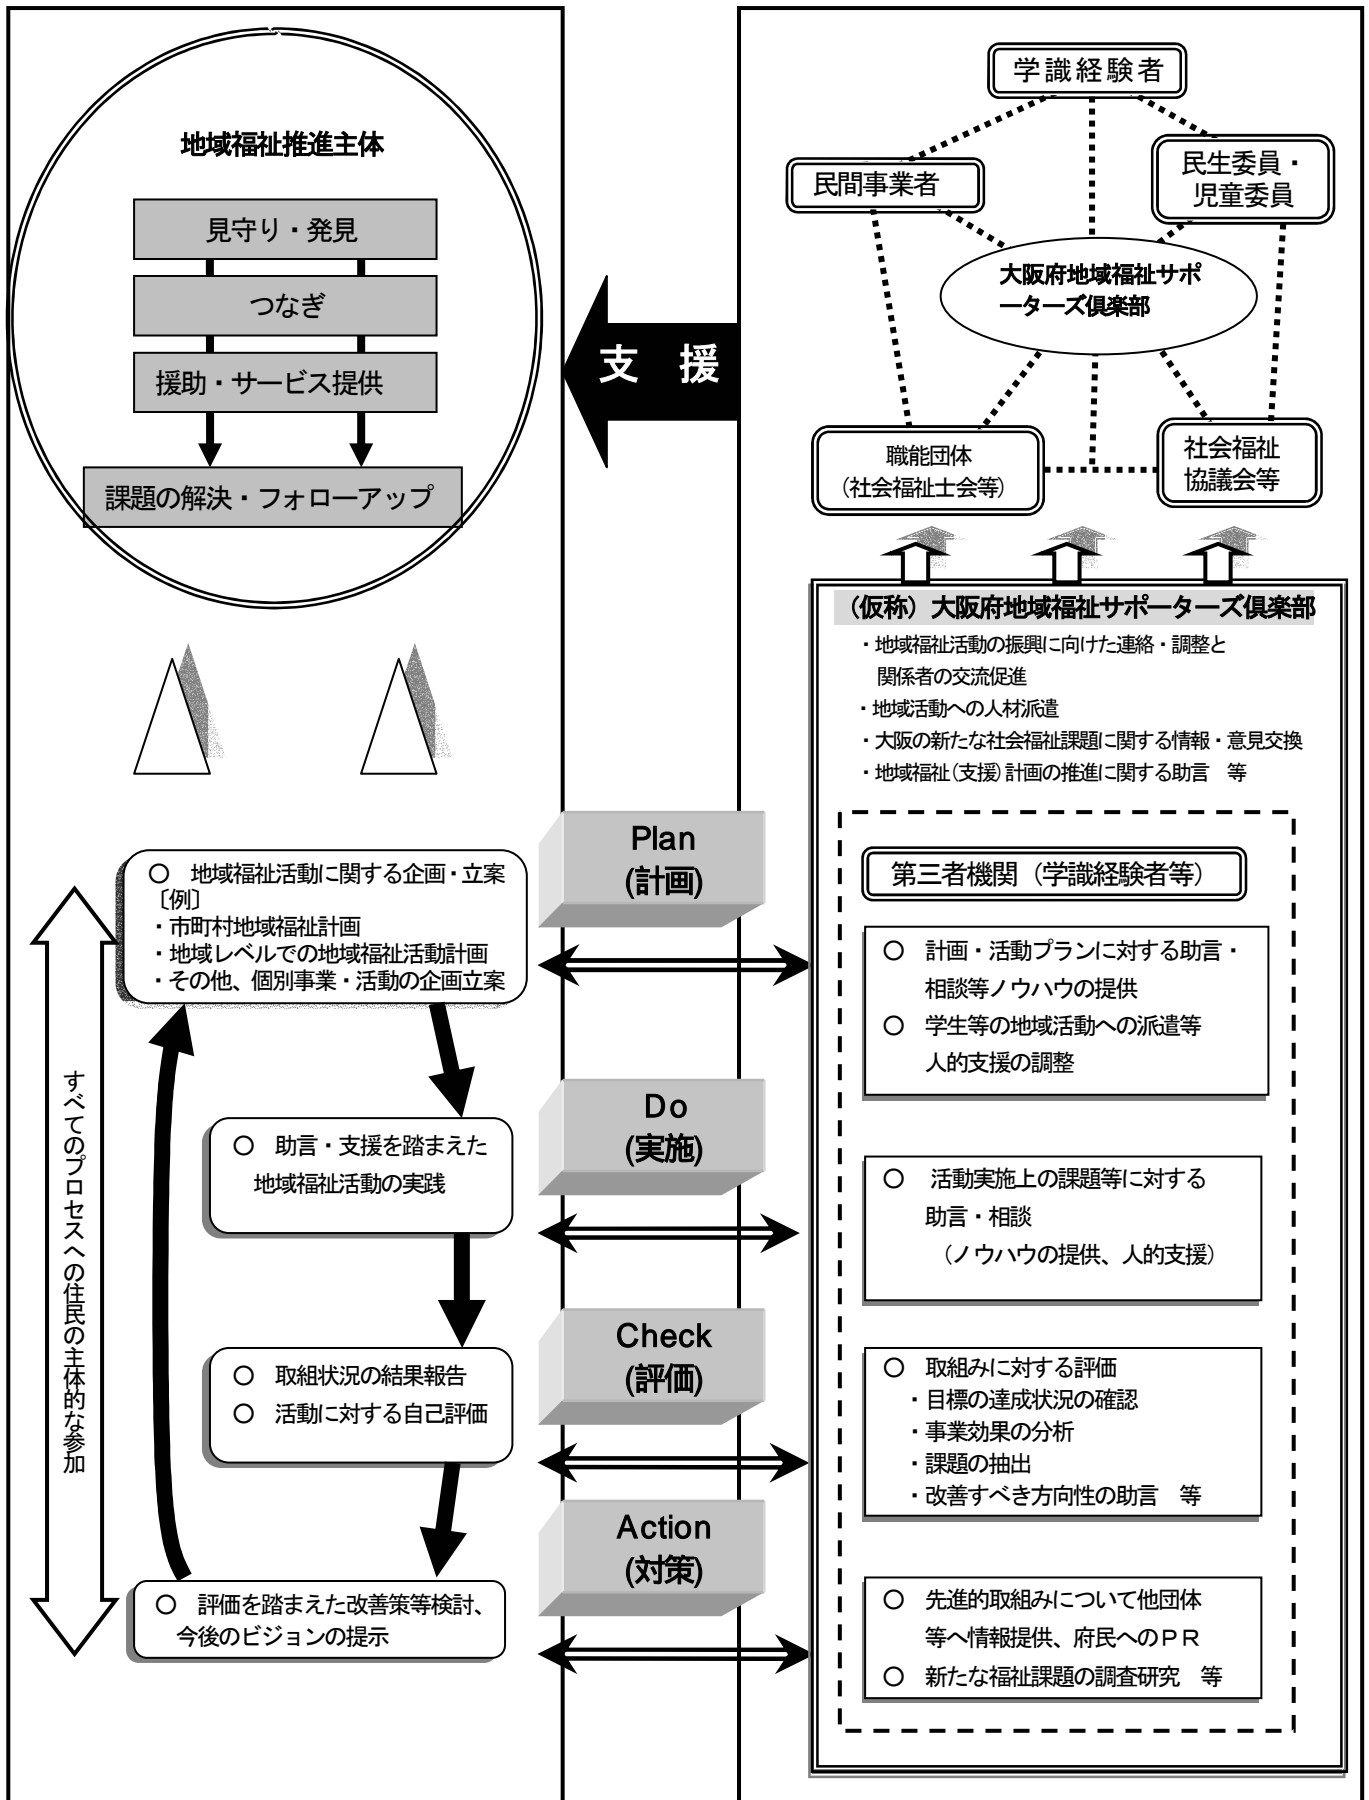 地域福祉推進主体
見守り・発見
つなぎ
援助・サービス提供
課題の解決・フォローアップ
支　援
学識経験者
民間事業者
民生委員・
児童委員
大阪府地域福祉サポ
ーターズ倶楽部
職能団体
（社会福祉士会等）
社会福祉
協議会等
（仮称）大阪府地域福祉サポーターズ倶楽部
・地域福祉活動の振興に向けた連絡・調整と
関係者の交流促進
・地域活動への人材派遣
・大阪の新たな社会福祉課題に関する情報・意見交換
・地域福祉（支援）計画の推進に関する助言　等
すべてのプロセスへの住民の主体的な参加
○　地域福祉活動に関する企画・立案
〔例〕
・市町村地域福祉計画
・地域レベルでの地域福祉活動計画
・その他、個別事業・活動の企画立案
Plan
(計画)
第三者機関（学識経験者等）
○　計画・活動プランに対する助言・
相談等ノウハウの提供
○　学生等の地域活動への派遣等
人的支援の調整
○　助言・支援を踏まえた
地域福祉活動の実践
Do
(実施)
○　活動実施上の課題等に対する
助言・相談
（ノウハウの提供、人的支援）
○　取組状況の結果報告
○　活動に対する自己評価
Check
(評価)
○　取組みに対する評価
・目標の達成状況の確認
・事業効果の分析
・課題の抽出
・改善すべき方向性の助言　等
○　評価を踏まえた改善策等検討、
今後のビジョンの提示
Action
(対策)
○　先進的取組みについて他団体
等へ情報提供、府民へのＰＲ
○　新たな福祉課題の調査研究　等